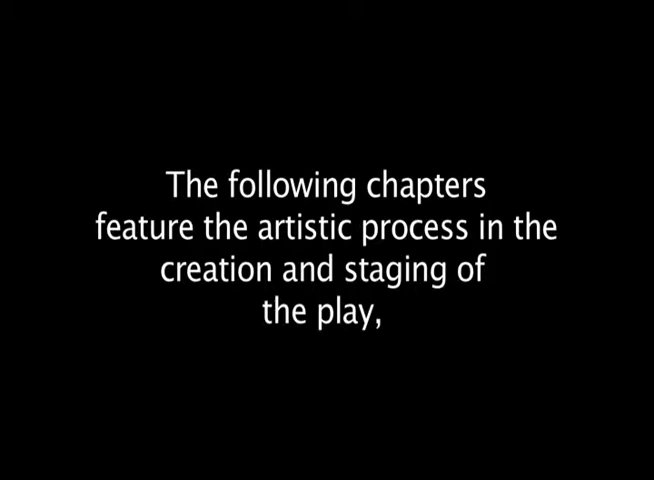 The following chapters
feature the artistic process in the
creation and staging of
the play,